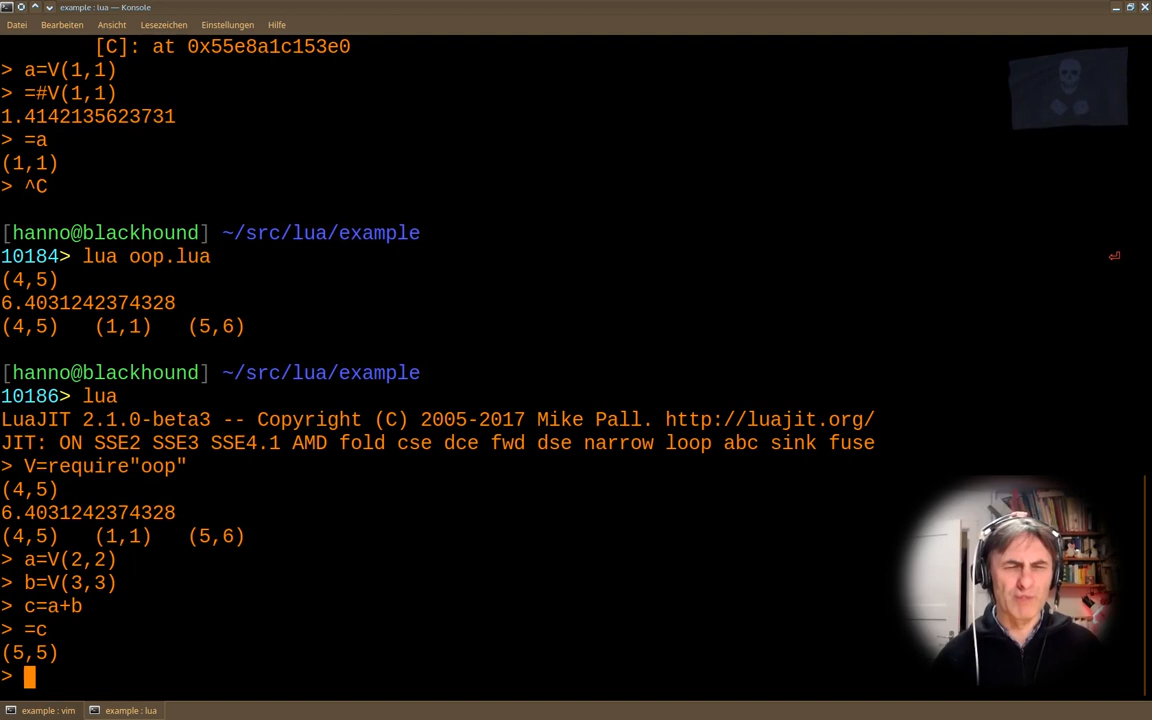 example : lua — Konsole
Datei Bearbeiten Ansicht Lesezeichen Einstellungen Hilfe
[C]: at 0x55e8a1c153e0
> a=V(1,1)
> =#V(1,1)
1.4142135623731
> =a
(1,1)
> ^C
[hanno@blackhound] ~/src/lua/example
10184> lua oop.lua
(4,5)
6.4031242374328
(4,5) (1,1) (5,6)
[hanno@blackhound] ~/src/lua/example
10186> lua
LuaJIT 2.1.0-beta3 -- Copyright (C) 2005-2017 Mike Pall. http://luajit.org/
JIT: ON SSE2 SSE3 SSE4.1 AMD fold cse dce fwd dse narrow loop abc sink fuse
> V=require"oop"
(4,5)
6.4031242374328
(4,5) (1,1) (5,6)
> a=V(2,2)
> b=V(3,3)
> c=a+b
> =c
(5,5)
>
example : vim example : lua